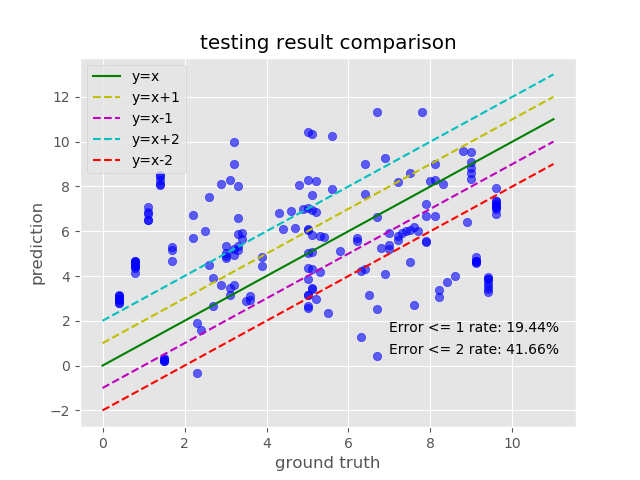 testing result comparison
y=x
y=x+1
y=x-1
y=x+2
y=x-2
12
10
8
6
4
2
0
−2
prediction
Error <= 1 rate: 19.44%
Error <= 2 rate: 41.66%
0 2 4 6 8 10
ground truth